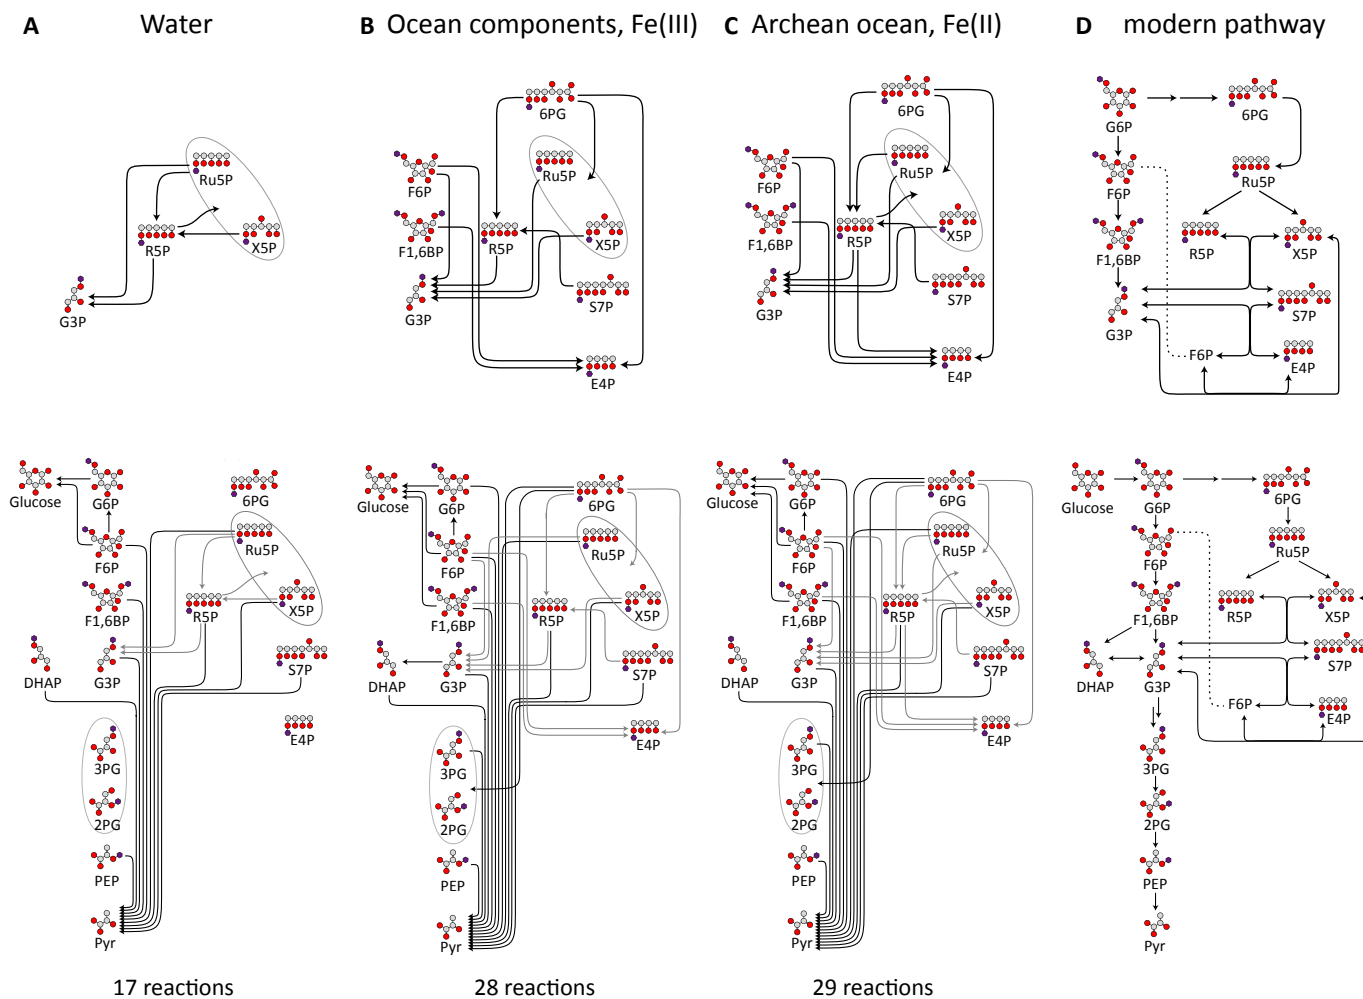 A Water
B Ocean components, Fe(III)
C Archean ocean, Fe(II)
D modern pathway
Ru5P
R5P
X5P
G3P
6PG
F6P
Ru5P
F1,6BP
R5P
X5P
G3P
S7P
E4P
6PG
F6P
Ru5P
F1,6BP
R5P
X5P
G3P
S7P
E4P
G6P
6PG
F6P
Ru5P
F1,6BP
R5P
X5P
G3P
S7P
F6P
E4P
Glucose
G6P
6PG
F6P
Ru5P
F1,6BP
R5P
X5P
DHAP
G3P
S7P
E4P
3PG
2PG
PEP
Pyr
17 reactions
Glucose
G6P
6PG
F6P
Ru5P
F1,6BP
R5P
X5P
DHAP
G3P
S7P
E4P
3PG
2PG
PEP
Pyr
28 reactions
Glucose
G6P
6PG
F6P
Ru5P
F1,6BP
R5P
X5P
DHAP
G3P
S7P
E4P
3PG
2PG
PEP
Pyr
29 reactions
Glucose
G6P
6PG
F6P
Ru5P
F1,6BP
R5P
X5P
DHAP
G3P
S7P
F6P
E4P
3PG
2PG
PEP
Pyr